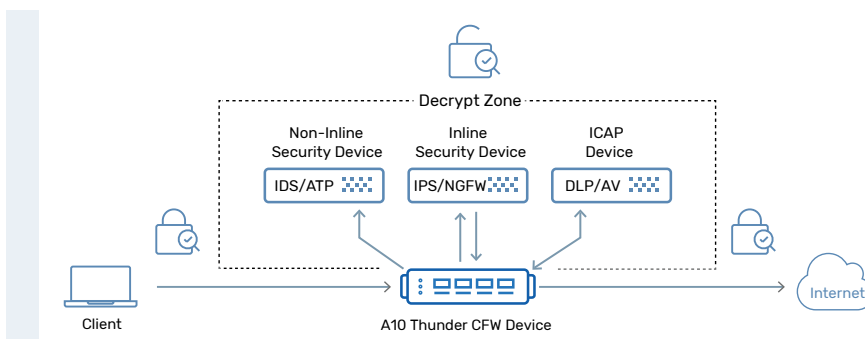 Decrypt Zone
Non-Inline
Security Device
Inline
Security Device
ICAP
Device
IDS/ATP
IPS/NGFW
DLP/AV
Client
A10 Thunder CFW Device
Internet